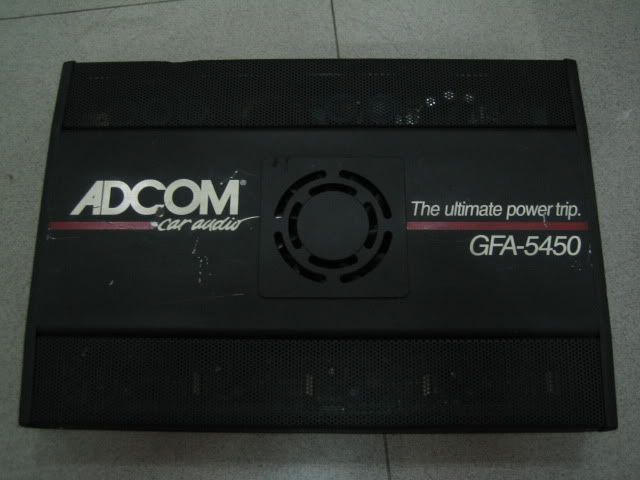 ADCOM®
car audio
The ultimate power trip.
GFA-5450